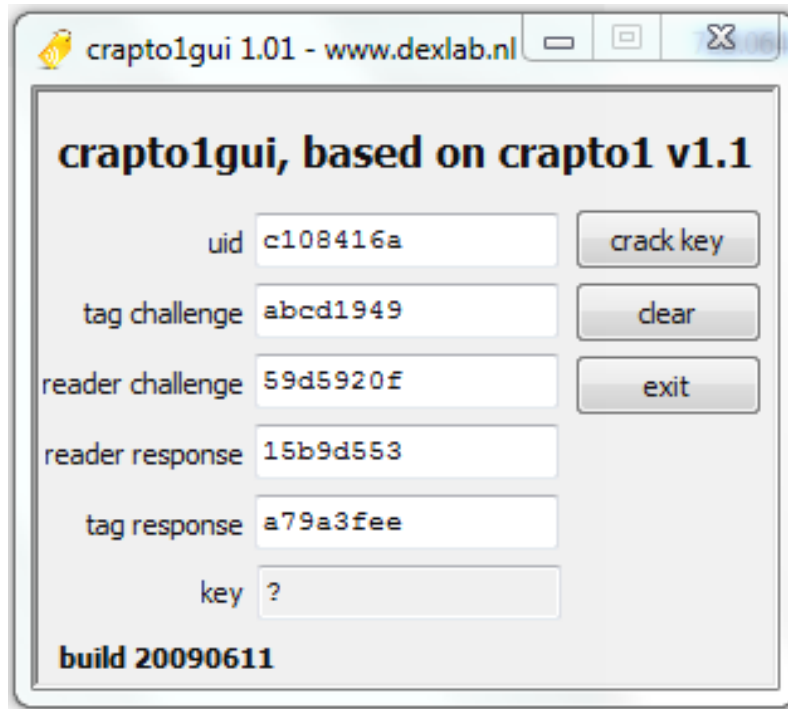 crapto1gui 1.01 - www.dexlab.nl
crapto1gui, based on crapto1 v1.1
uid c108416a crack key
tag challenge abcd1949 clear
reader challenge 59d5920f exit
reader response 15b9d553
tag response a79a3fee
key ?
build 20090611